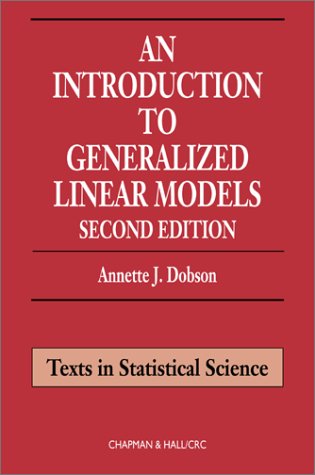 AN
INTRODUCTION
TO
GENERALIZED
LINEAR MODELS
SECOND EDITION
Annette J. Dobson
Texts in Statistical Science
CHAPMAN & HALL/CRC